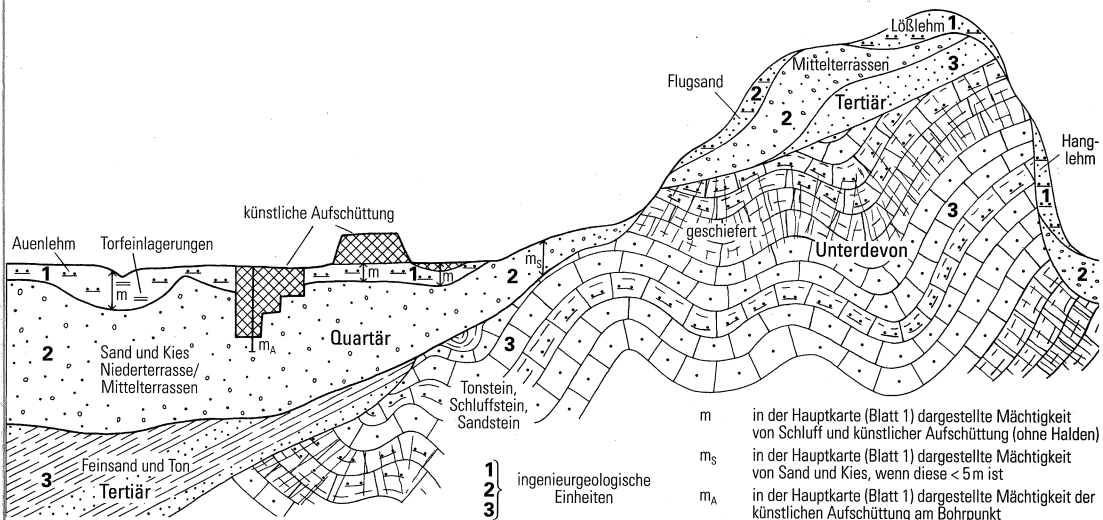 Lößlehm 1
Mittelterrassen
3
Flugsand
2
Tertiär
2
Hang-
lehm
1
künstliche Aufschüttung
Auenlehm
Torfeinlagerungen
geschiefert
3
Unterdevon
1
m
m
1
m
2
mS
2
mA
Quartär
2
Sand und Kies
Niederterrasse/
Mittelterrassen
3
Tonstein,
Schluffstein,
Sandstein
Feinsand und Ton
3
Tertiär
1
2
3
ingenieurgeologische
Einheiten
m in der Hauptkarte (Blatt 1) dargestellte Mächtigkeit
von Schluff und künstlicher Aufschüttung (ohne Halden)
mS in der Hauptkarte (Blatt 1) dargestellte Mächtigkeit
von Sand und Kies, wenn diese < 5 m ist
mA in der Hauptkarte (Blatt 1) dargestellte Mächtigkeit der
künstlichen Aufschüttung am Bohrpunkt